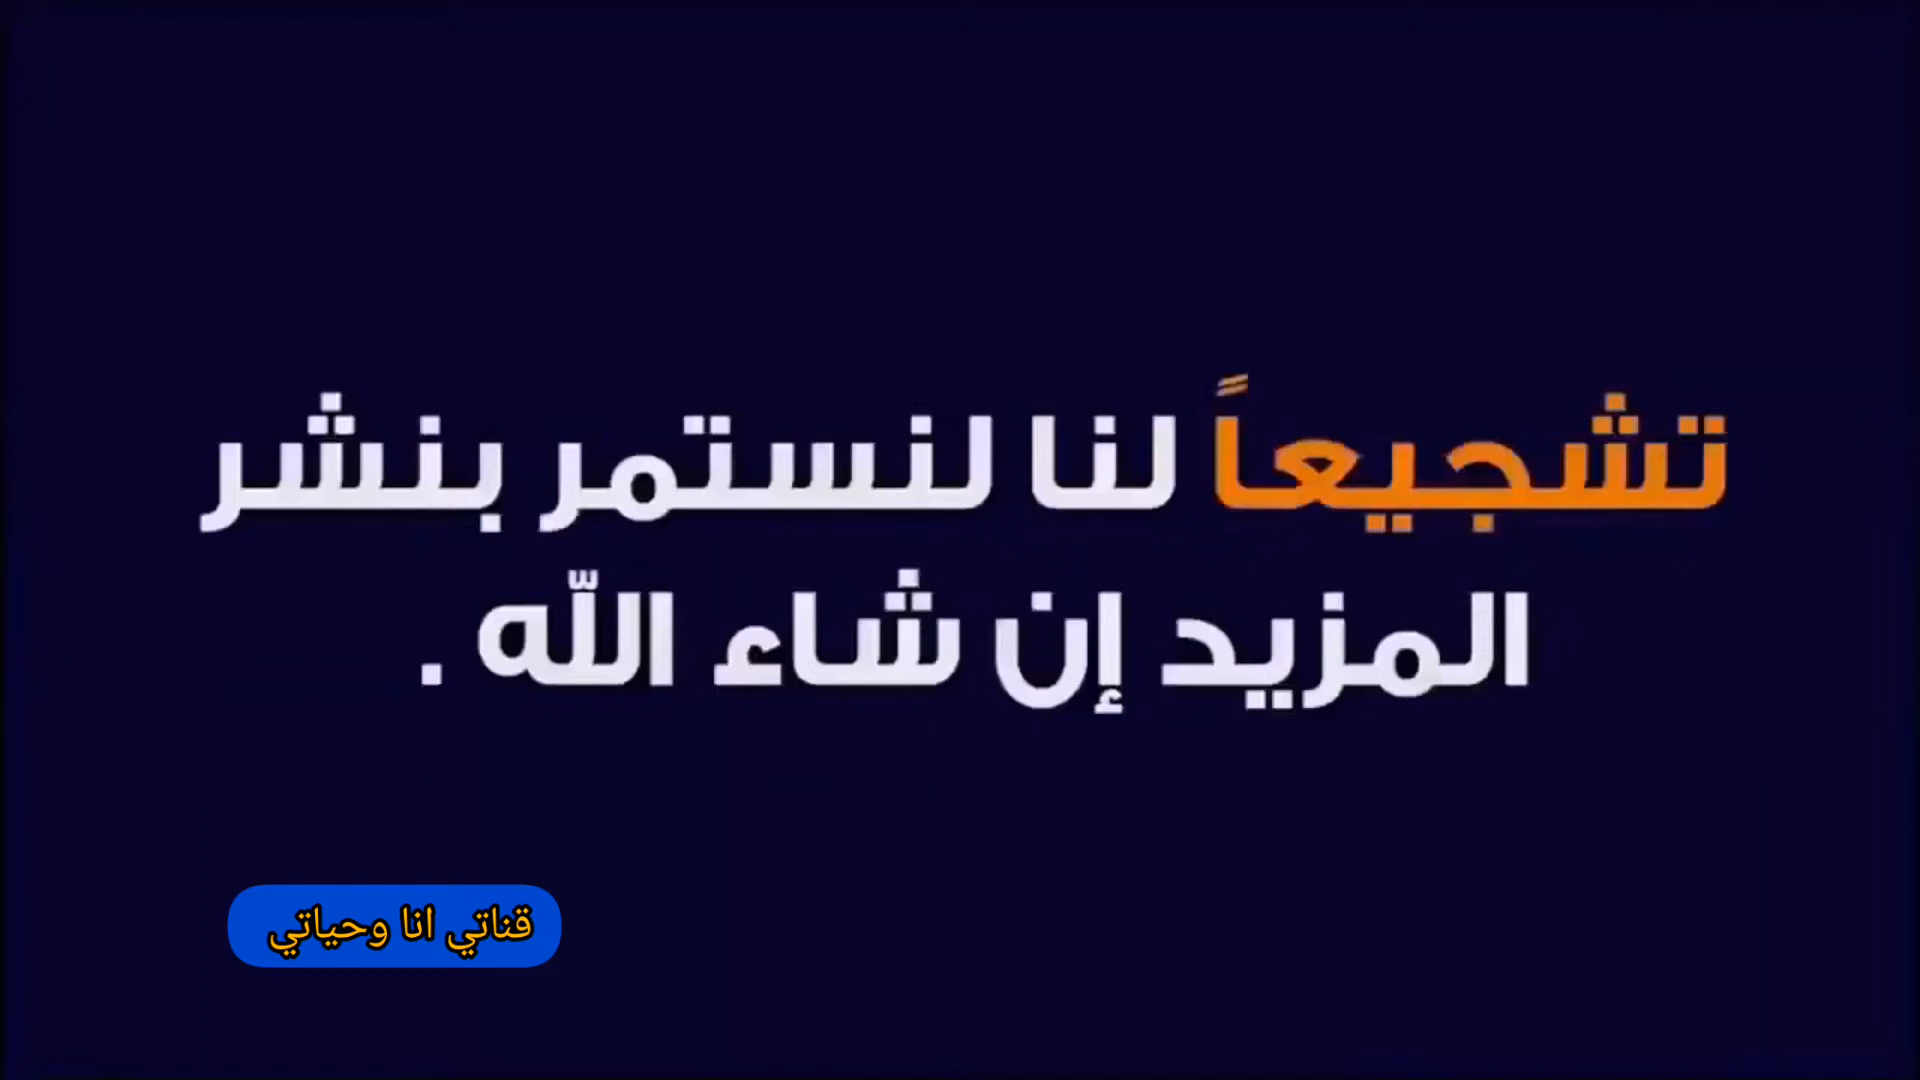 تشجيعاً لنا لنستمر بنشر
المزيد إن شاء اللّه .
قناتي انا وحياتي